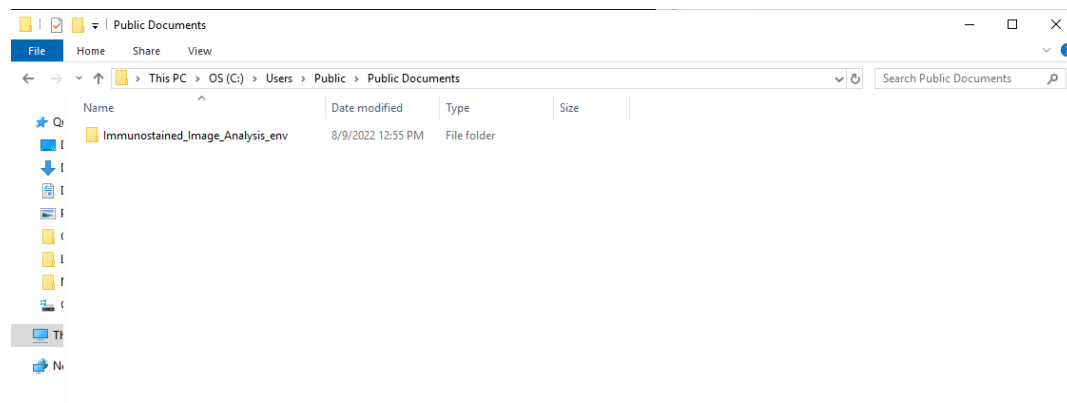 Public Documents
File Home Share View
This PC > OS (C:) > Users > Public > Public Documents
Search Public Documents
Name Date modified Type Size
Immunostained_Image_Analysis_env 8/9/2022 12:55 PM File folder